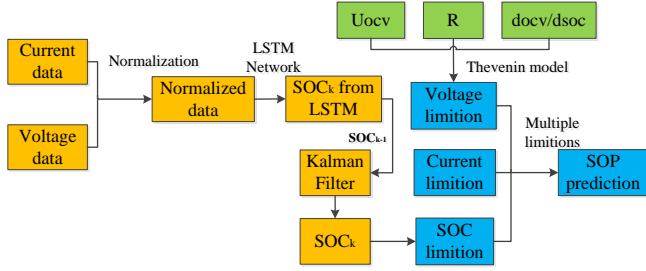 Uocv
R
docv/dsoc
Current
data
Normalization
LSTM
Network
Thevenin model
Normalized
data
SOCk from
LSTM
Voltage
limition
Voltage
data
SOCk-1
Multiple
limitions
Kalman
Filter
Current
limition
SOP
prediction
SOCk
SOC
limition